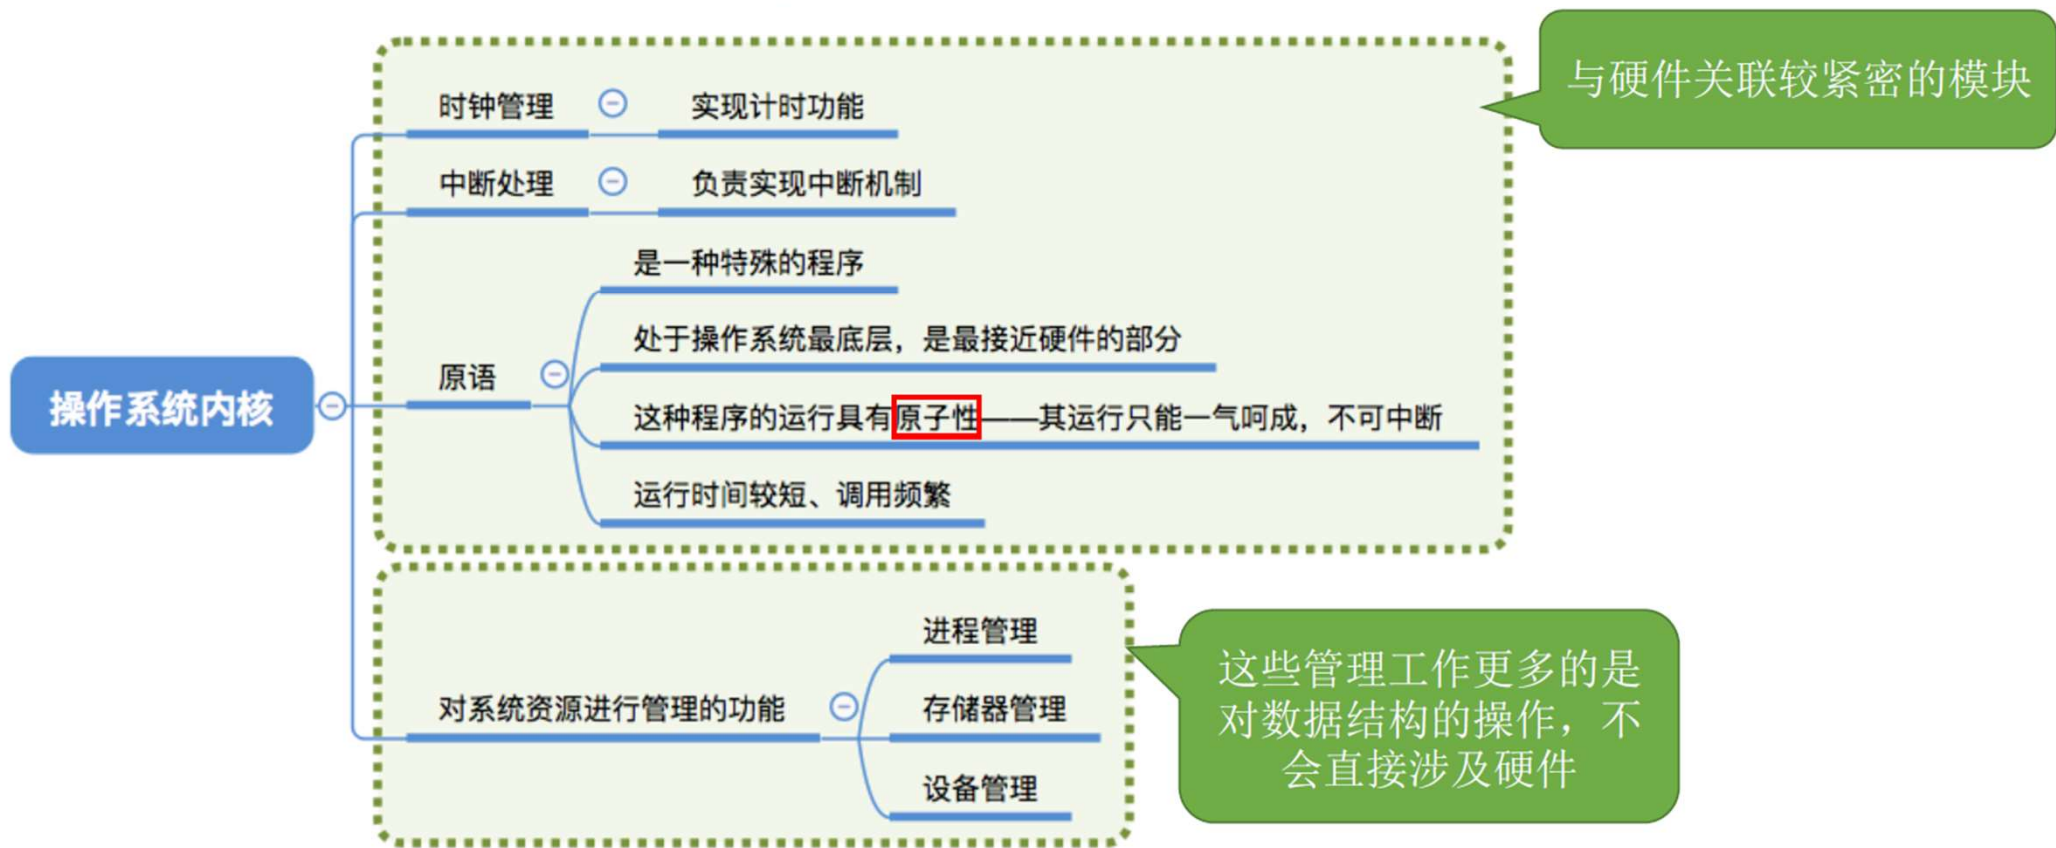 与硬件关联较紧密的模块
时钟管理
实现计时功能
中断处理
负责实现中断机制
是一种特殊的程序
处于操作系统最底层，是最接近硬件的部分
原语
操作系统内核
这种程序的运行具有原子性——其运行只能一气呵成，不可中断
运行时间较短、调用频繁
进程管理
对系统资源进行管理的功能
存储器管理
设备管理
这些管理工作更多的是
对数据结构的操作，不
会直接涉及硬件